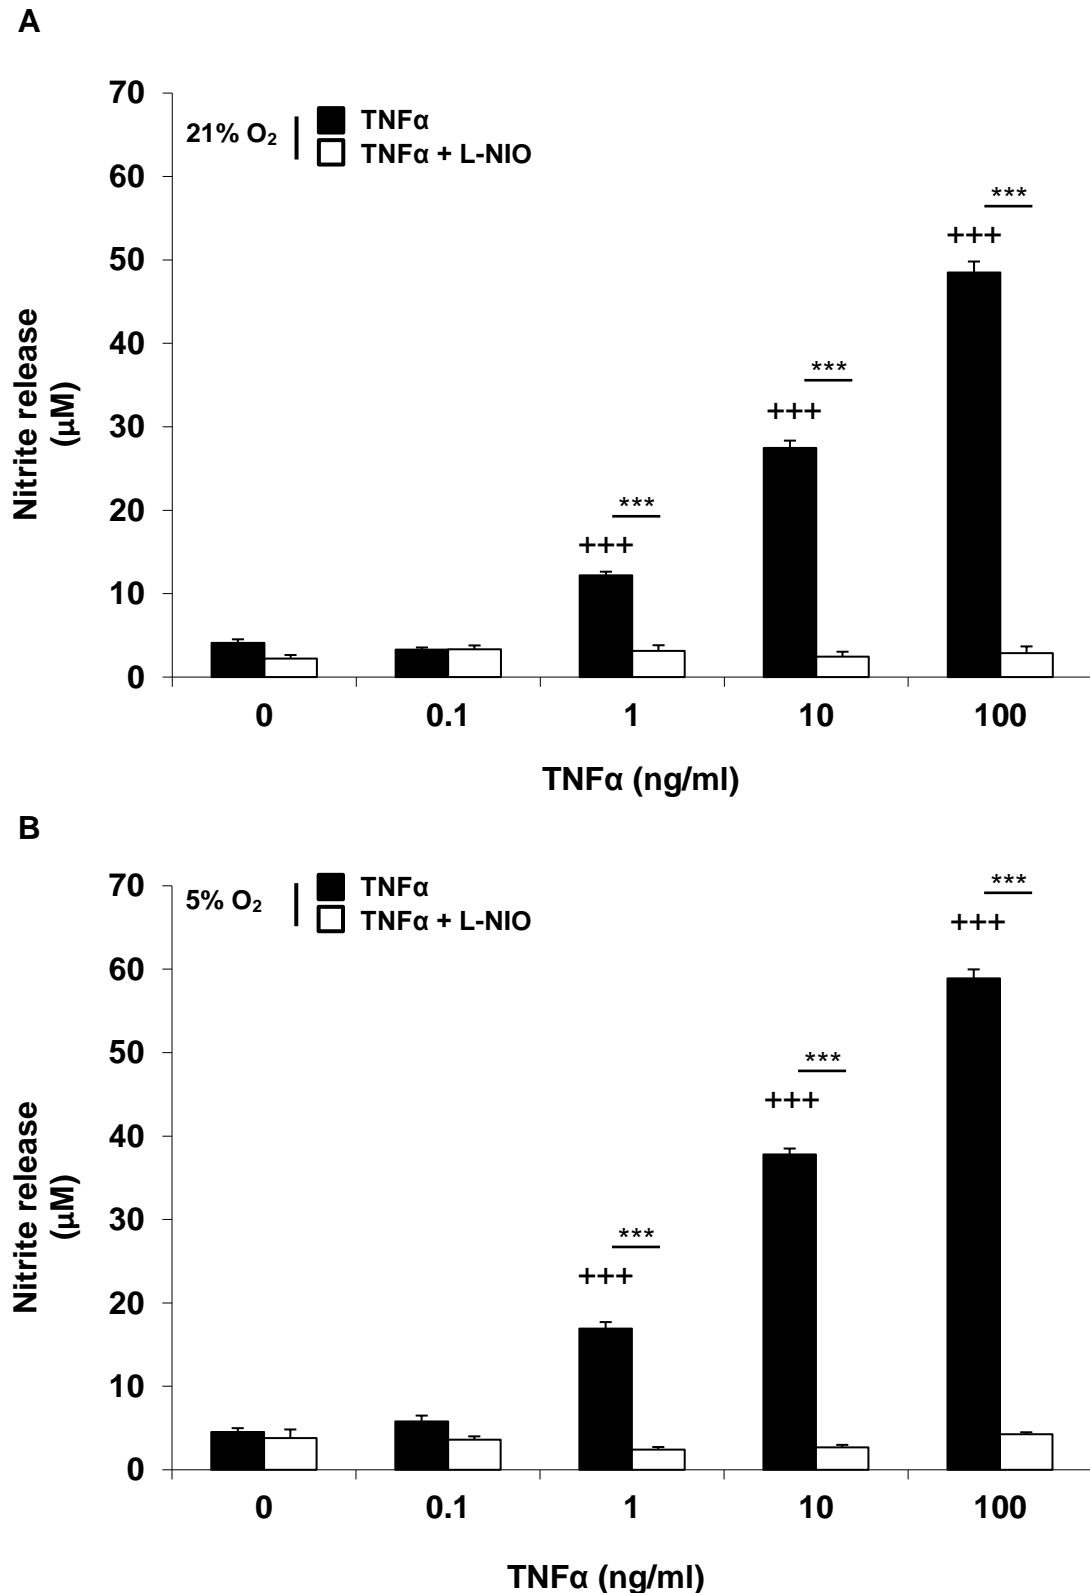 A
70
60
50
40
30
20
10
0
Nitrite release
(µM)
21% O₂
TNFα
TNFα + L-NIO
***
+++
***
+++
***
+++
0 0.1 1 10 100
TNFα (ng/ml)
B
70
60
50
40
30
20
10
0
Nitrite release
(µM)
5% O₂
TNFα
TNFα + L-NIO
***
+++
***
+++
***
+++
0 0.1 1 10 100
TNFα (ng/ml)